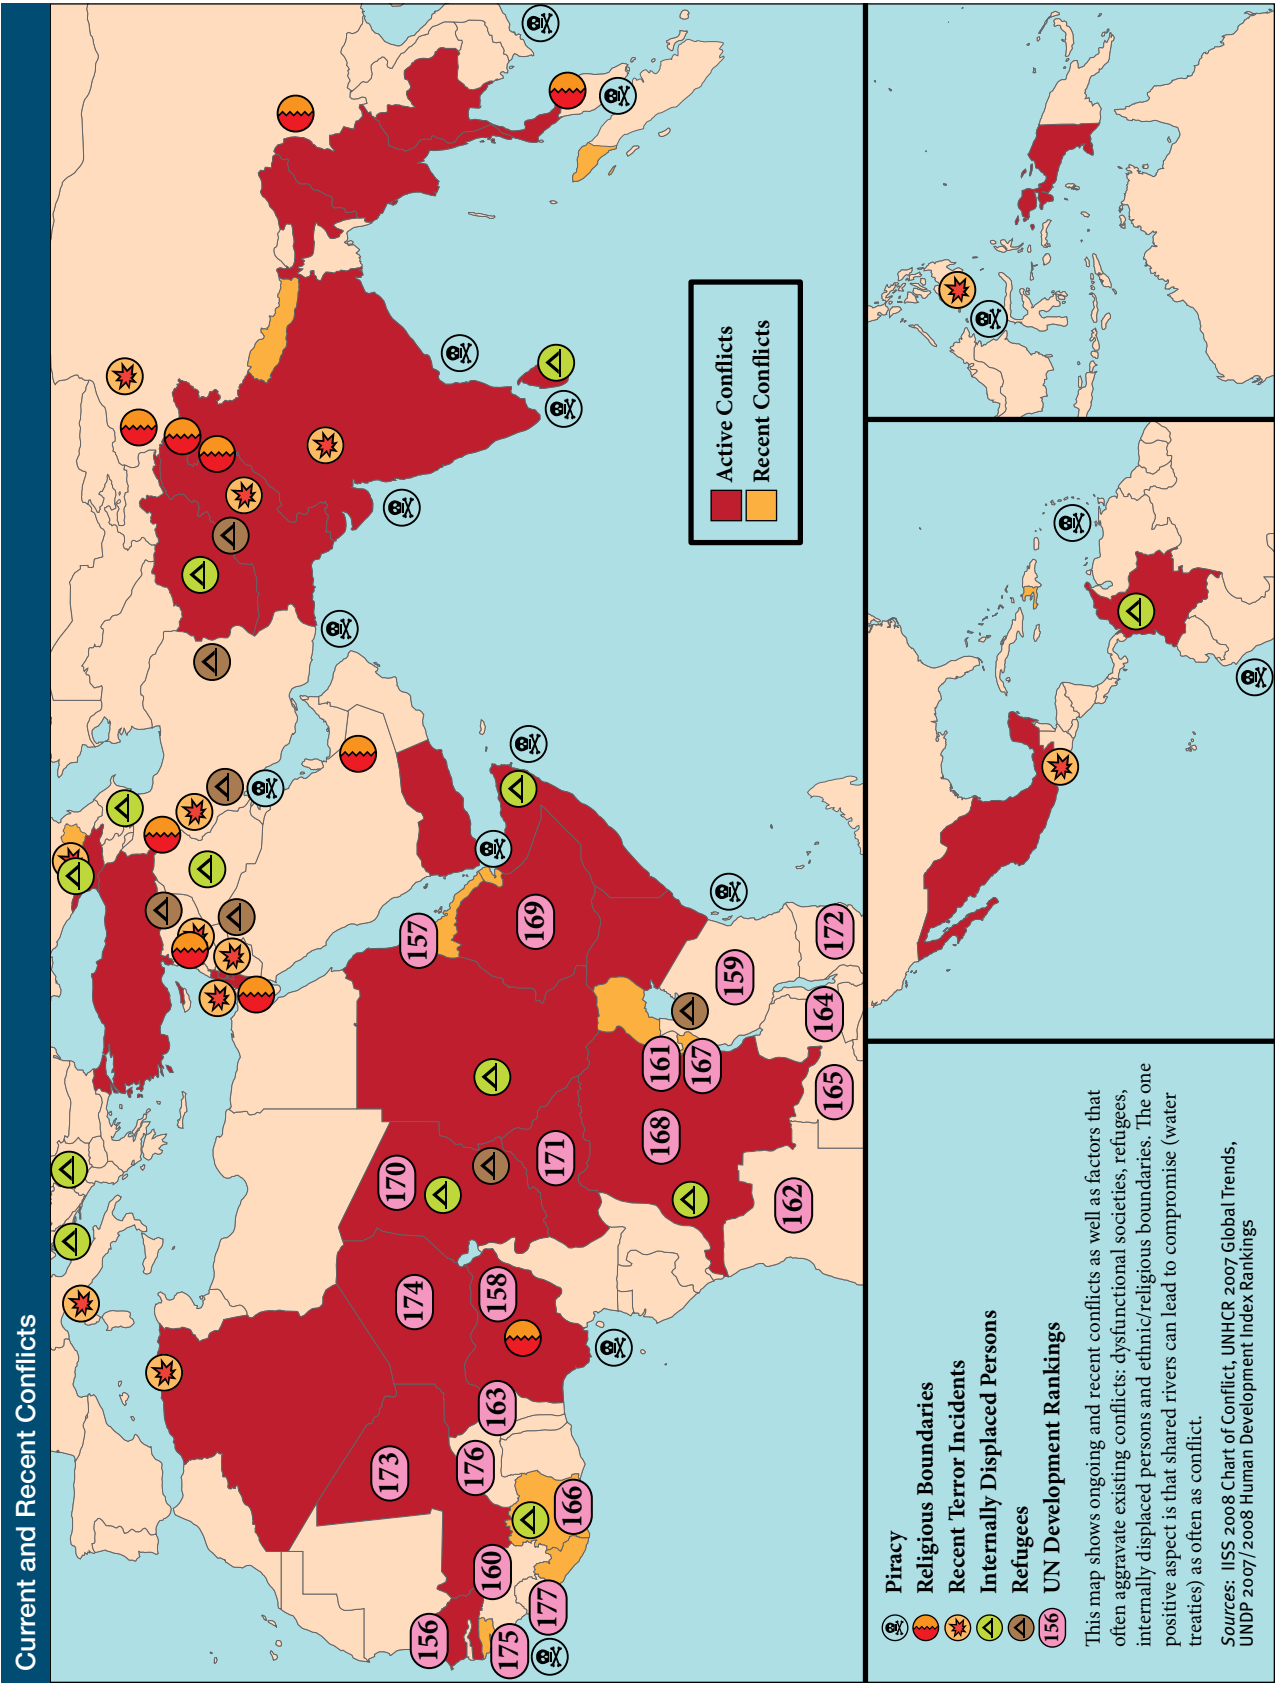 Current and Recent Conflicts
156
175
177
160
166
176
173
163
158
174
170
171
168
161
167
162
165
164
172
159
169
157
Active Conflicts
Recent Conflicts
Piracy
Religious Boundaries
Recent Terror Incidents
Internally Displaced Persons
Refugees
156 UN Development Rankings
This map shows ongoing and recent conflicts as well as factors that
often aggravate existing conflicts: dysfunctional societies, refugees,
internally displaced persons and ethnic/religious boundaries. The one
positive aspect is that shared rivers can lead to compromise (water
treaties) as often as conflict.
Sources: IISS 2008 Chart of Conflict, UNHCR 2007 Global Trends,
UNDP 2007/2008 Human Development Index Rankings